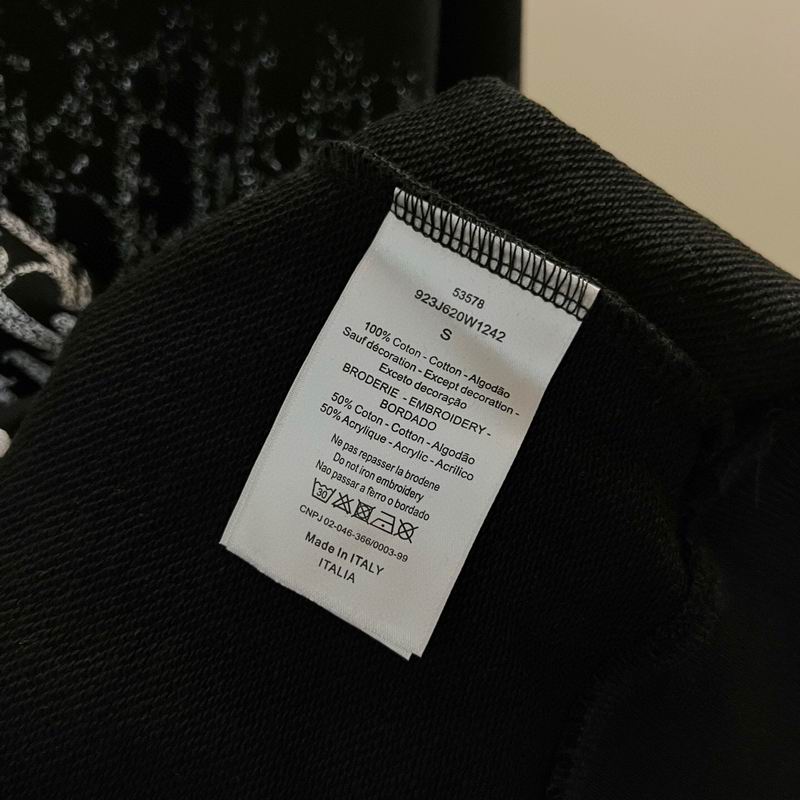 53578
923J620W1242
S
100% Coton - Cotton - Algodão
Sauf décoration - Except decoration -
Exceto decoração
BRODERIE - EMBROIDERY -
BORDADO
50% Coton - Cotton - Algodão
50% Acrylique - Acrylic - Acrilico
Ne pas repasser la brodene
Do not iron embroidery
Nao passar a ferro o bordado
30
CNPJ 02-046-366/0003-99
Made In ITALY
ITALIA